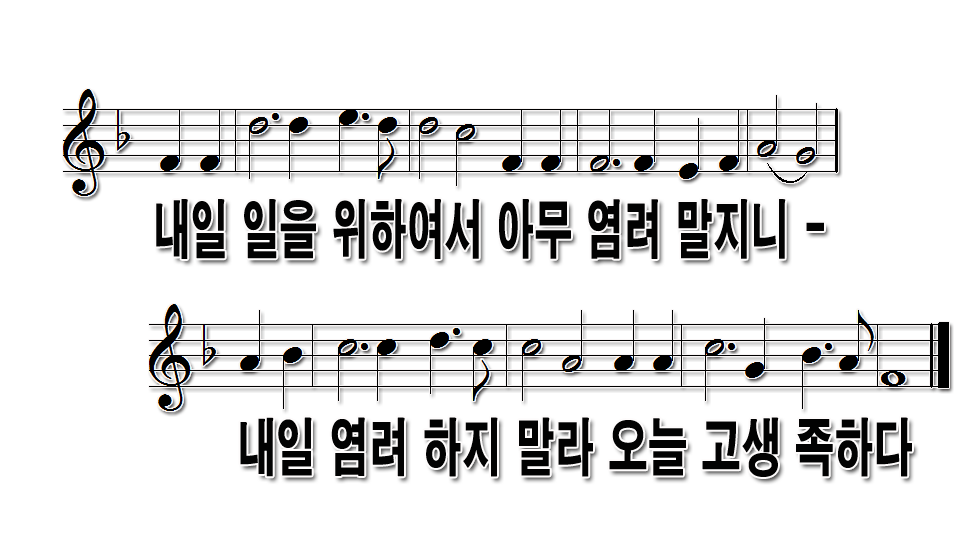 내일 일을 위하여서 아무 염려 말지니 -
내일 염려 하지 말라 오늘 고생 족하다